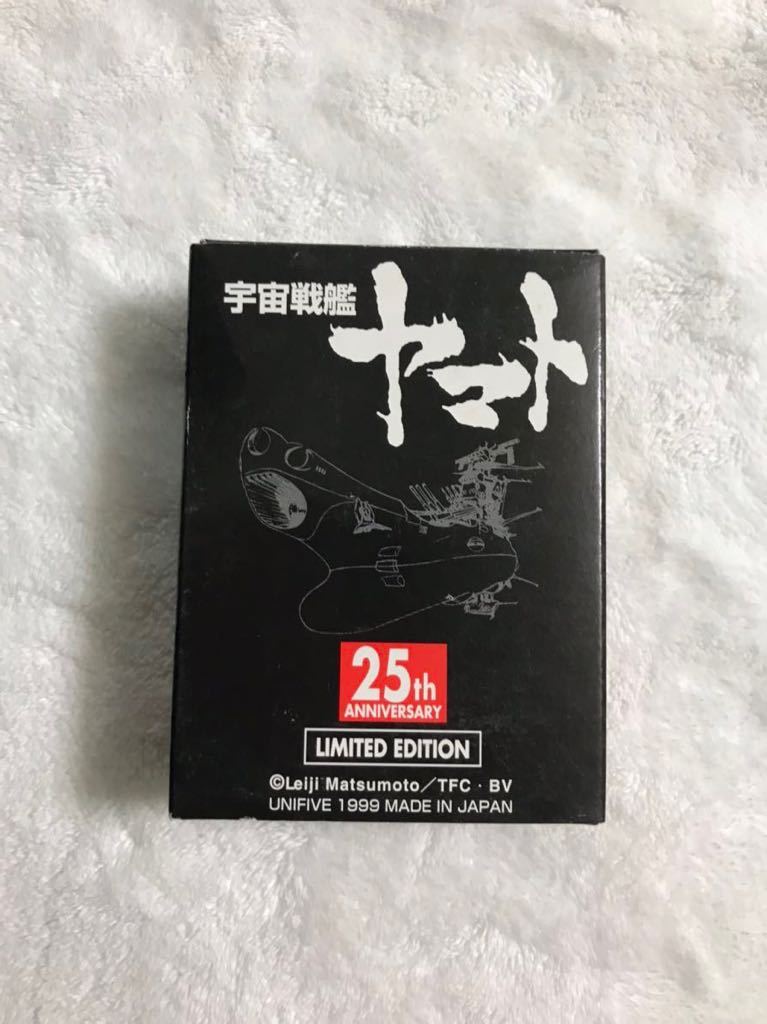 宇宙戦艦
ヤマト
25th
ANNIVERSARY
LIMITED EDITION
©Leiji Matsumoto／TFC・BV
UNIFIVE 1999 MADE IN JAPAN